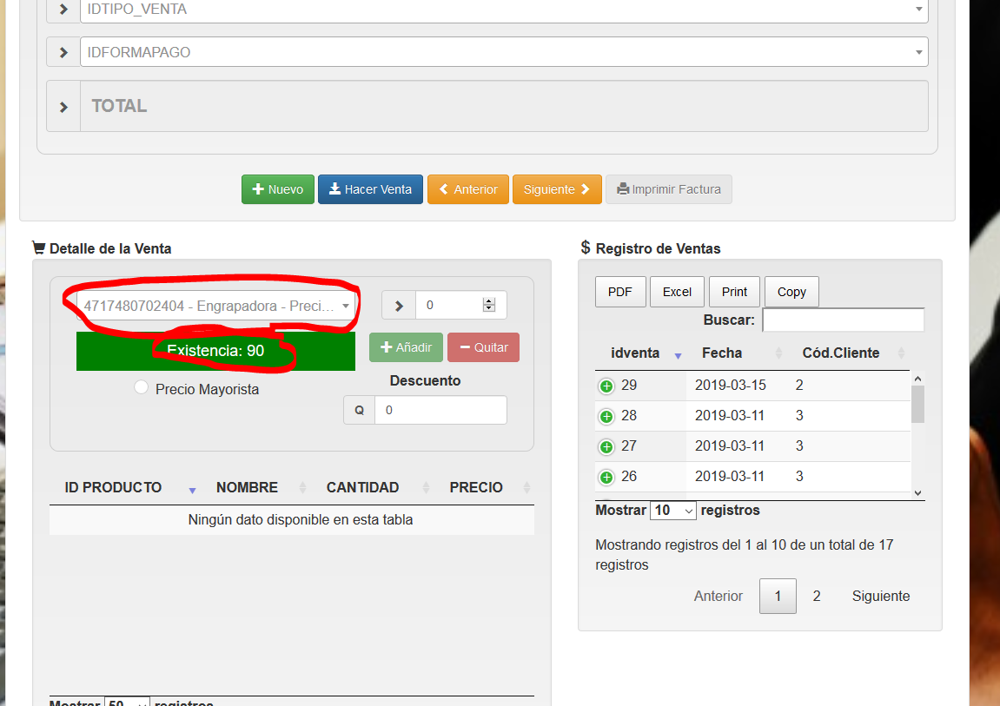 IDTIPO_VENTA
IDFORMAPAGO
TOTAL
Nuevo Hacer Venta Anterior Siguiente Imprimir Factura
Detalle de la Venta
4717480702404 - Engrapadora - Preci... 0
Existencia: 90 Añadir Quitar
Precio Mayorista
Descuento
Q 0
ID PRODUCTO NOMBRE CANTIDAD PRECIO
Ningún dato disponible en esta tabla
Mostrar 50 registros
$ Registro de Ventas
PDF Excel Print Copy
Buscar:
idventa Fecha Cód.Cliente
29 2019-03-15 2
28 2019-03-11 3
27 2019-03-11 3
26 2019-03-11 3
Mostrar 10 registros
Mostrando registros del 1 al 10 de un total de 17
registros
Anterior 1 2 Siguiente